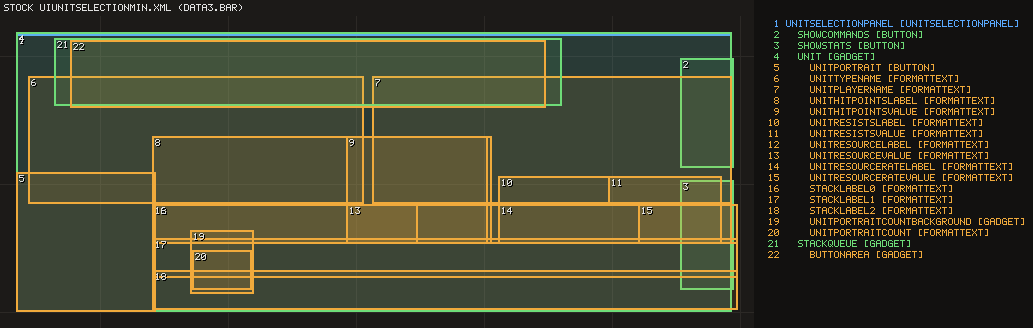 STOCK UIUNITSELECTIONMIN.XML (DATA3.BAR)
1 UNITSELECTIONPANEL [UNITSELECTIONPANEL]
2 SHOWCOMMANDS [BUTTON]
3 SHOWSTATS [BUTTON]
4 UNIT [GADGET]
5 UNITPORTRAIT [BUTTON]
6 UNITTYPENAME [FORMATTEXT]
7 UNITPLAYERNAME [FORMATTEXT]
8 UNITHITPOINTSLABEL [FORMATTEXT]
9 UNITHITPOINTSVALUE [FORMATTEXT]
10 UNITRESISTSLABEL [FORMATTEXT]
11 UNITRESISTSVALUE [FORMATTEXT]
12 UNITRESOURCELABEL [FORMATTEXT]
13 UNITRESOURCEVALUE [FORMATTEXT]
14 UNITRESOURCERATELABEL [FORMATTEXT]
15 UNITRESOURCERATEVALUE [FORMATTEXT]
16 STACKLABEL0 [FORMATTEXT]
17 STACKLABEL1 [FORMATTEXT]
18 STACKLABEL2 [FORMATTEXT]
19 UNITPORTRAITCOUNTBACKGROUND [GADGET]
20 UNITPORTRAITCOUNT [FORMATTEXT]
21 STACKQUEUE [GADGET]
22 BUTTONAREA [GADGET]
4
21
22
2
6
7
8
9
5
10
11
3
16
13
14
15
19
17
20
18